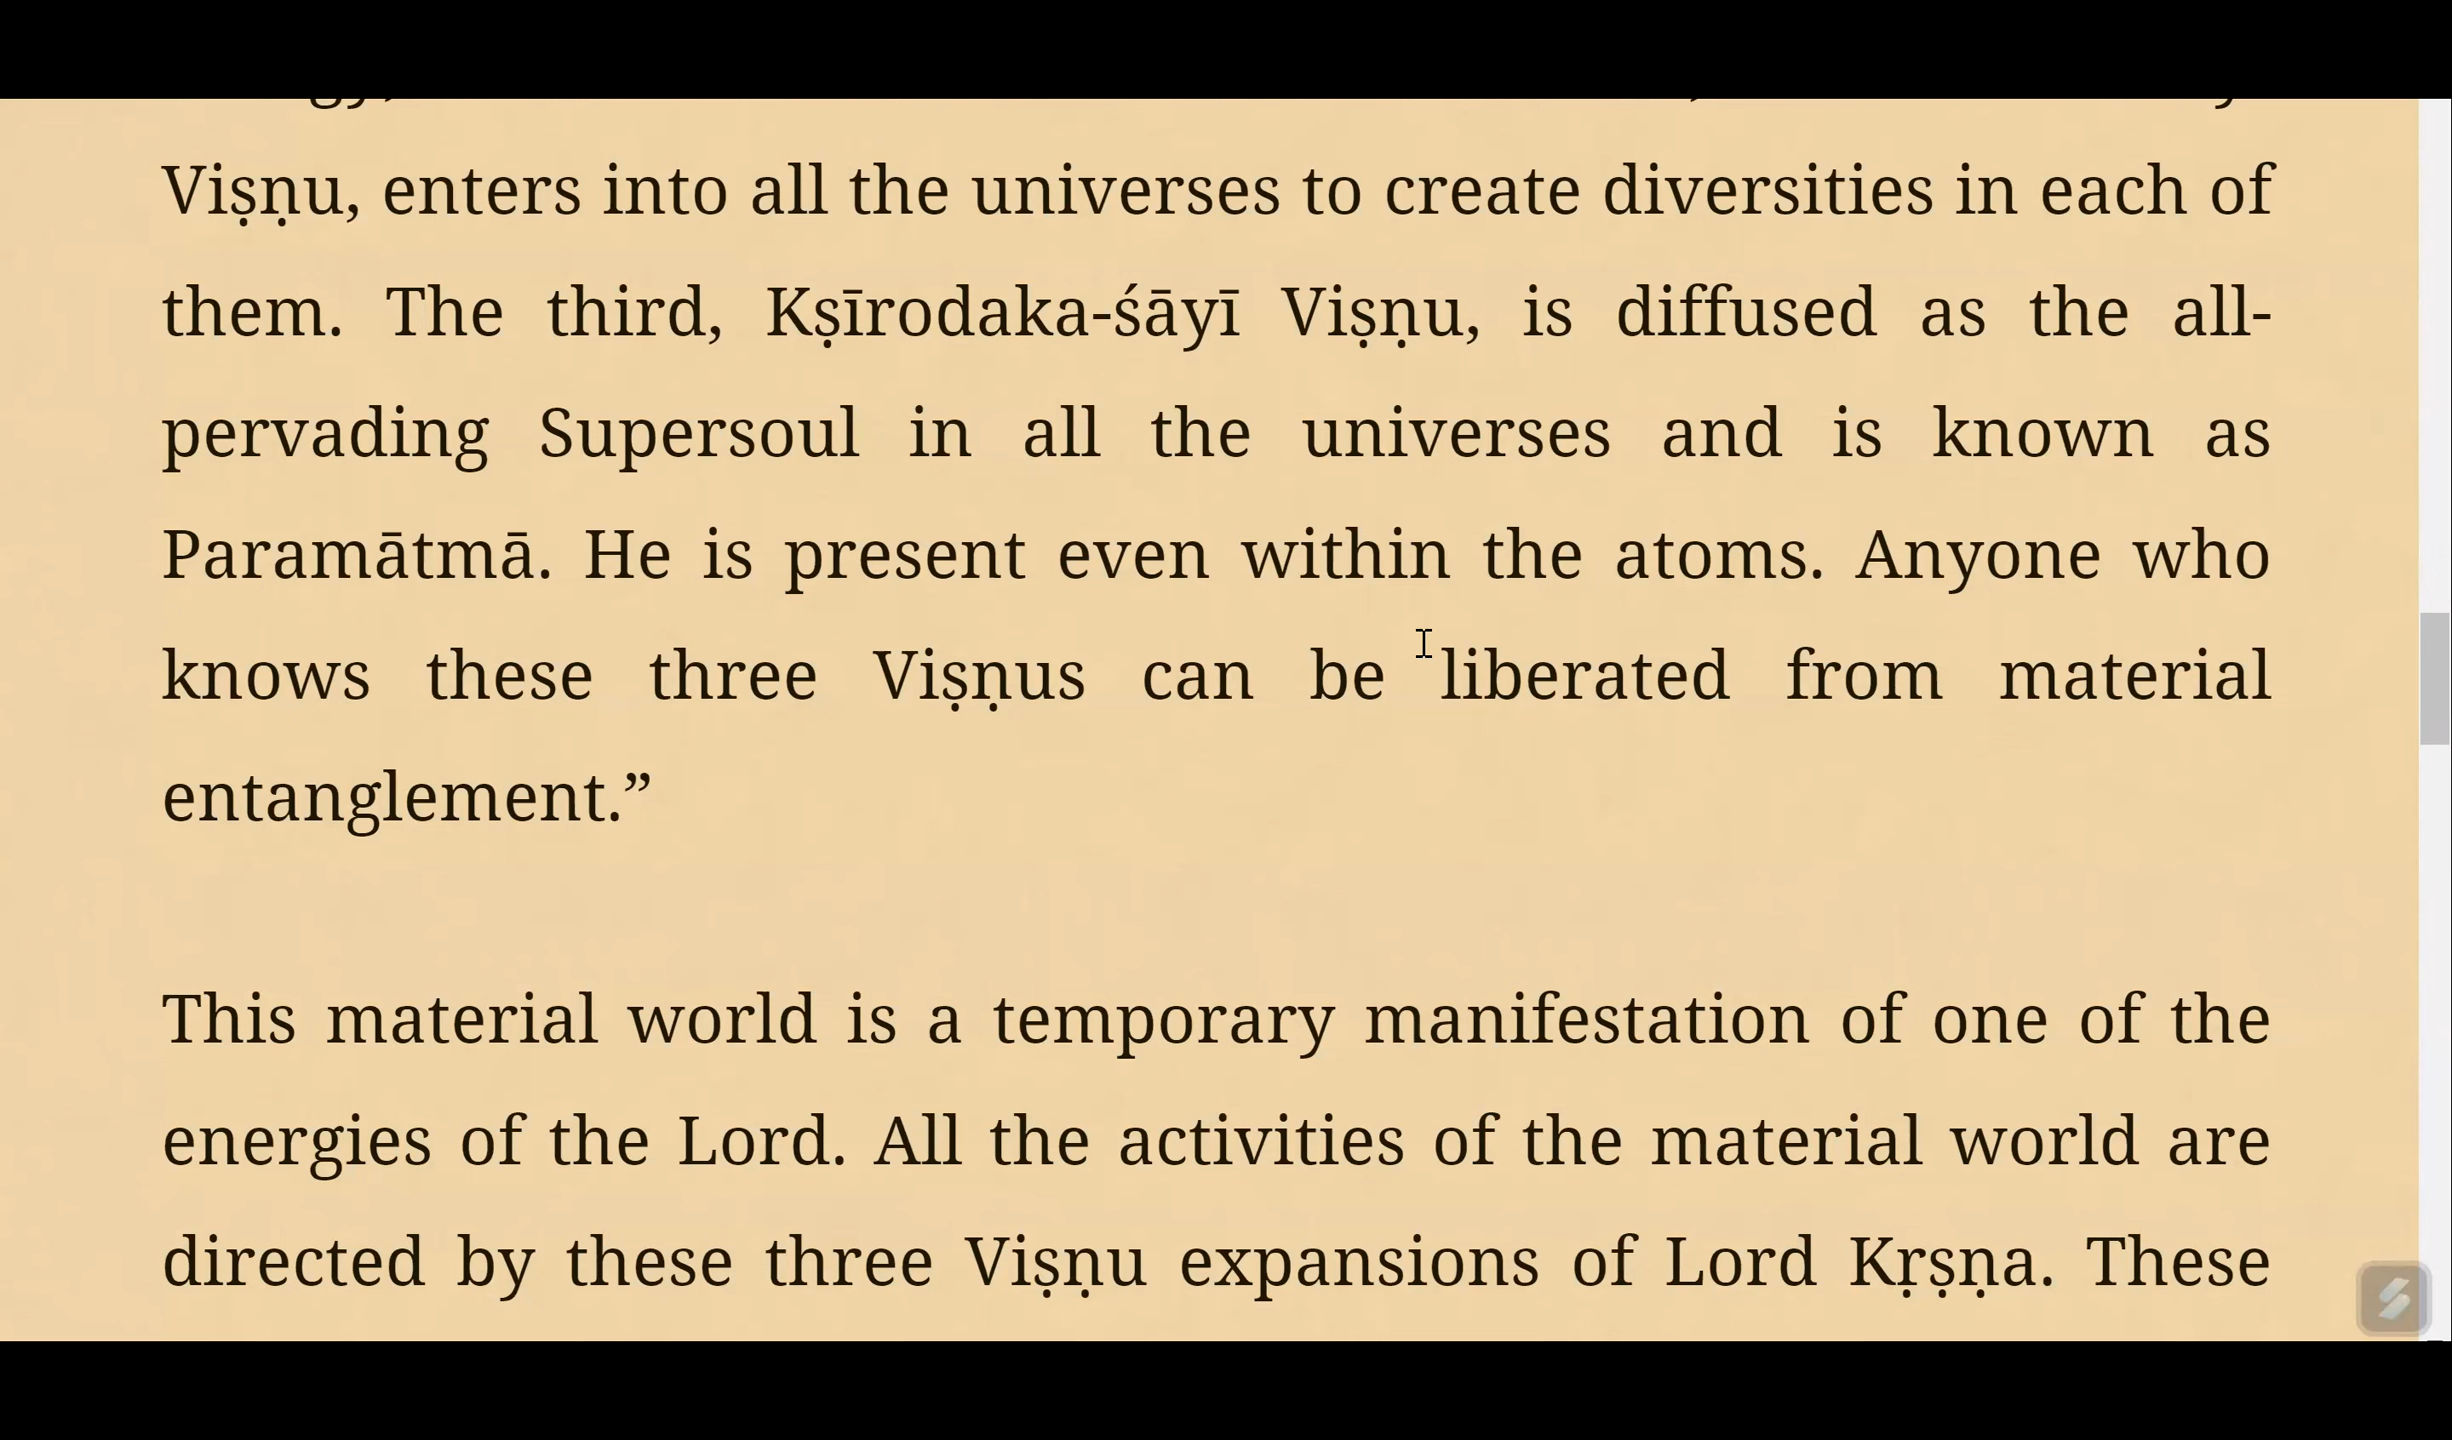 Viṣṇu, enters into all the universes to create diversities in each of
them. The third, Kṣīrodaka-śāyī Viṣṇu, is diffused as the all-
pervading Supersoul in all the universes and is known as
Paramātmā. He is present even within the atoms. Anyone who
knows these three Viṣṇus can be liberated from material
entanglement.”
This material world is a temporary manifestation of one of the
energies of the Lord. All the activities of the material world are
directed by these three Viṣṇu expansions of Lord Kṛṣṇa. These